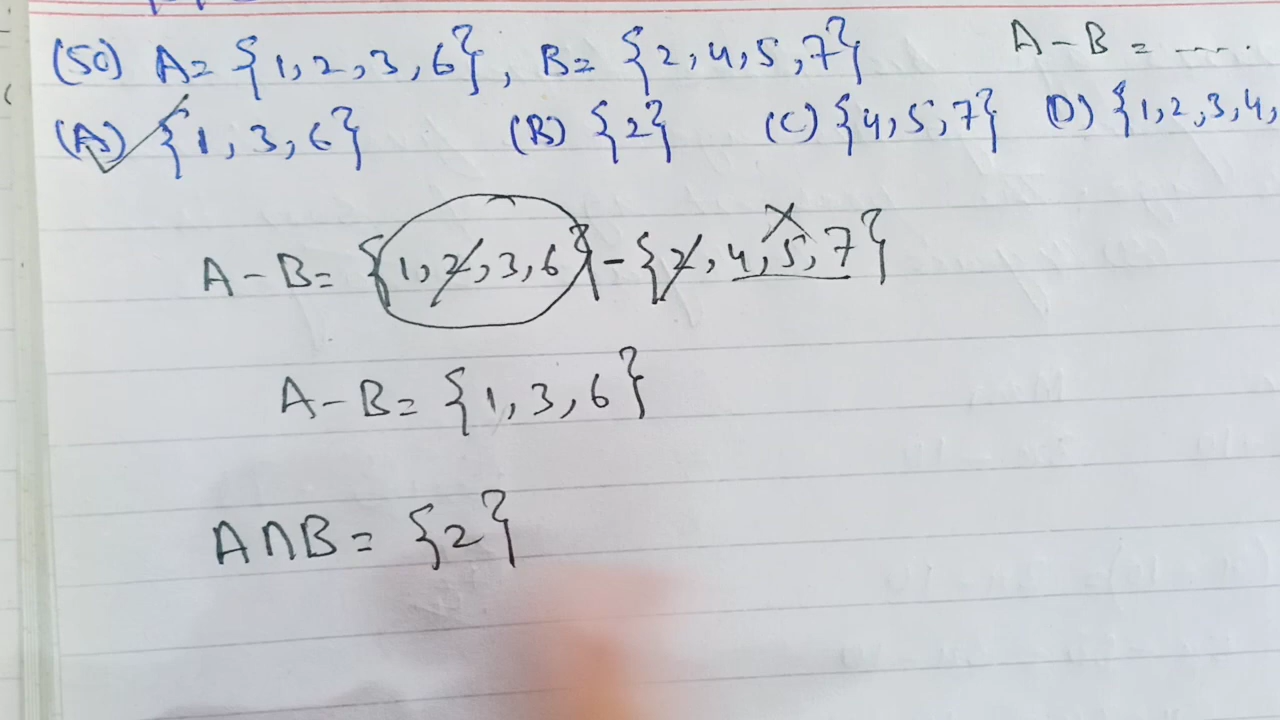 (50) A = {1, 2, 3, 6}, B = {2, 4, 5, 7} A - B = .....
(A) {1, 3, 6} (B) {2} (C) {4, 5, 7} (D) {1, 2, 3, 4,
A - B = {1, 2, 3, 6} - {2, 4, 5, 7}
A - B = {1, 3, 6}
A ∩ B = {2}